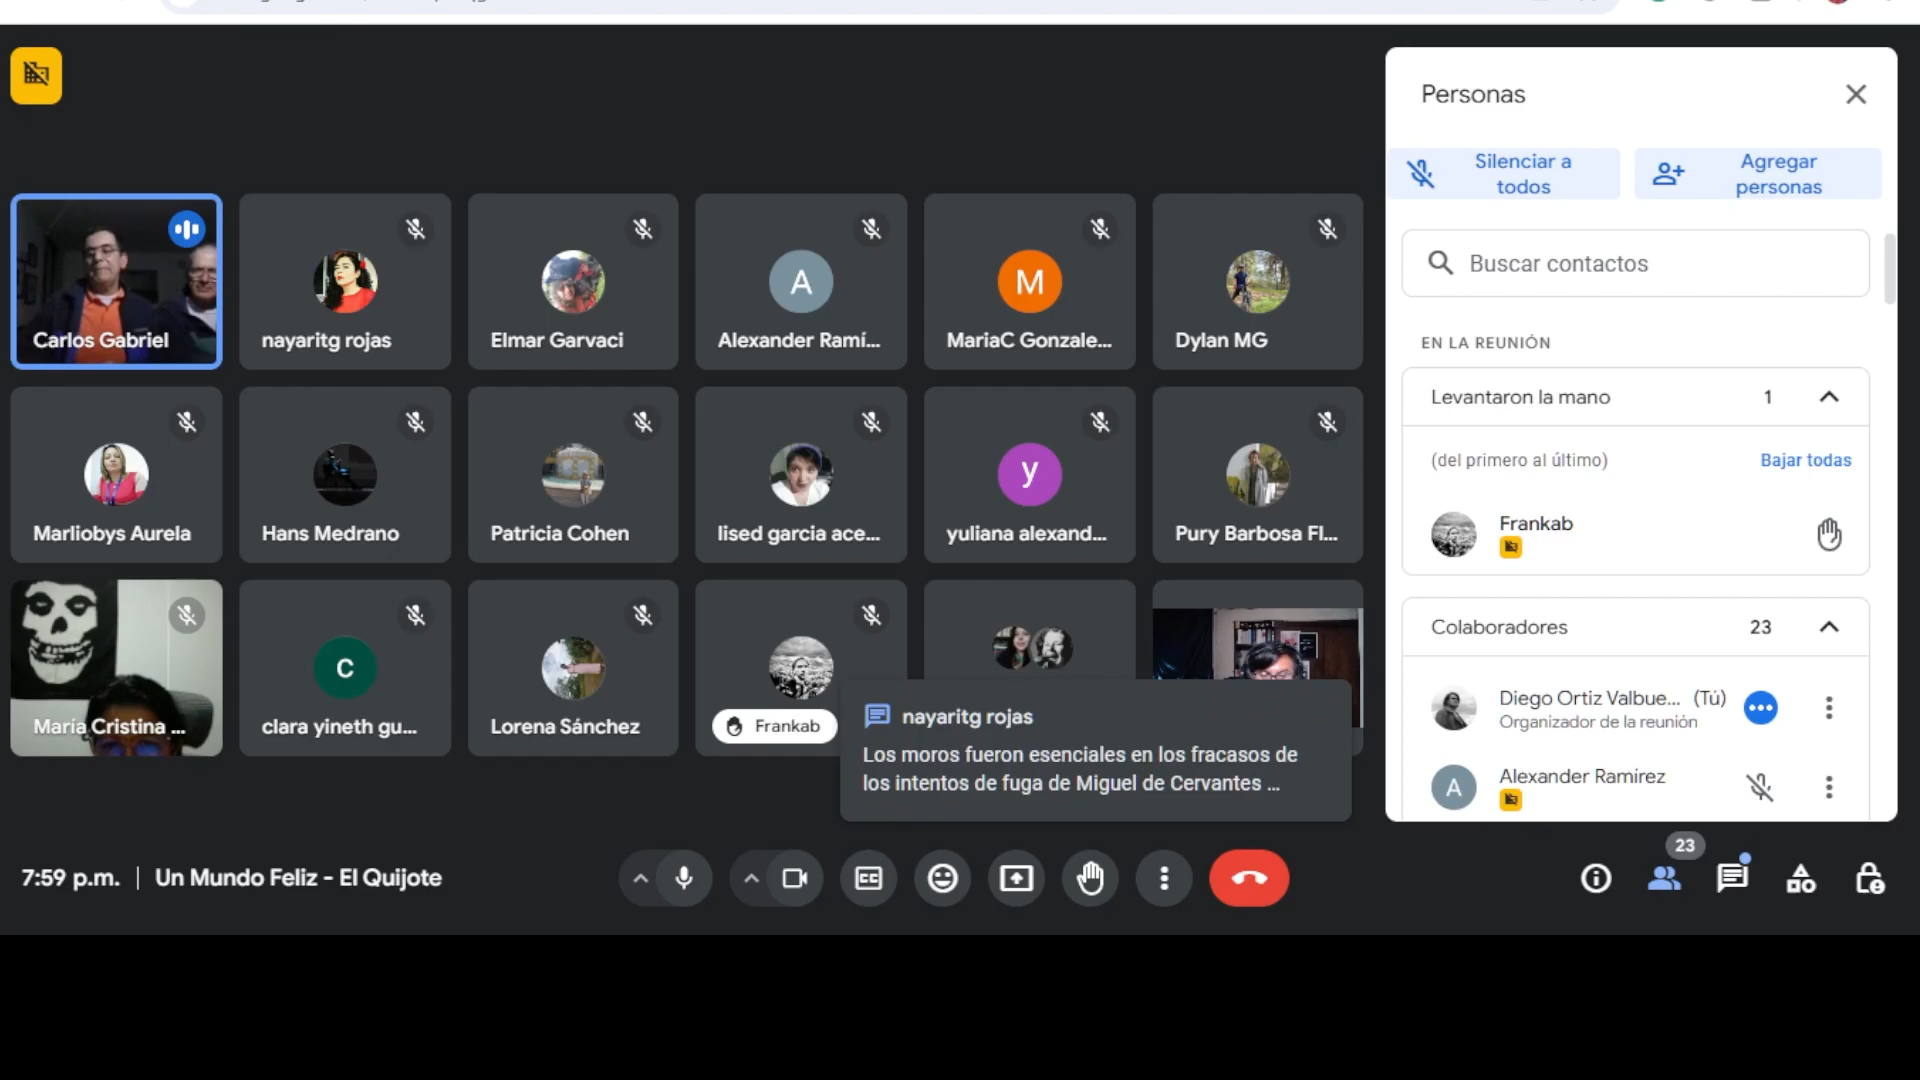 Personas
Silenciar a
todos
Agregar
personas
Buscar contactos
EN LA REUNIÓN
Levantaron la mano 1
(del primero al último) Bajar todas
Frankab
Colaboradores 23
Diego Ortiz Valbue... (Tú)
Organizador de la reunión
A Alexander Ramirez
Carlos Gabriel
nayaritg rojas
Elmar Garvaci
A
Alexander Ramí...
M
MariaC Gonzale...
Dylan MG
Marliobys Aurela
Hans Medrano
Patricia Cohen
lised garcia ace...
y
yuliana alexand...
Pury Barbosa Fl...
María Cristina ...
c
clara yineth gu...
Lorena Sánchez
Frankab
nayaritg rojas
Los moros fueron esenciales en los fracasos de
los intentos de fuga de Miguel de Cervantes ...
7:59 p.m. | Un Mundo Feliz - El Quijote
CC
23